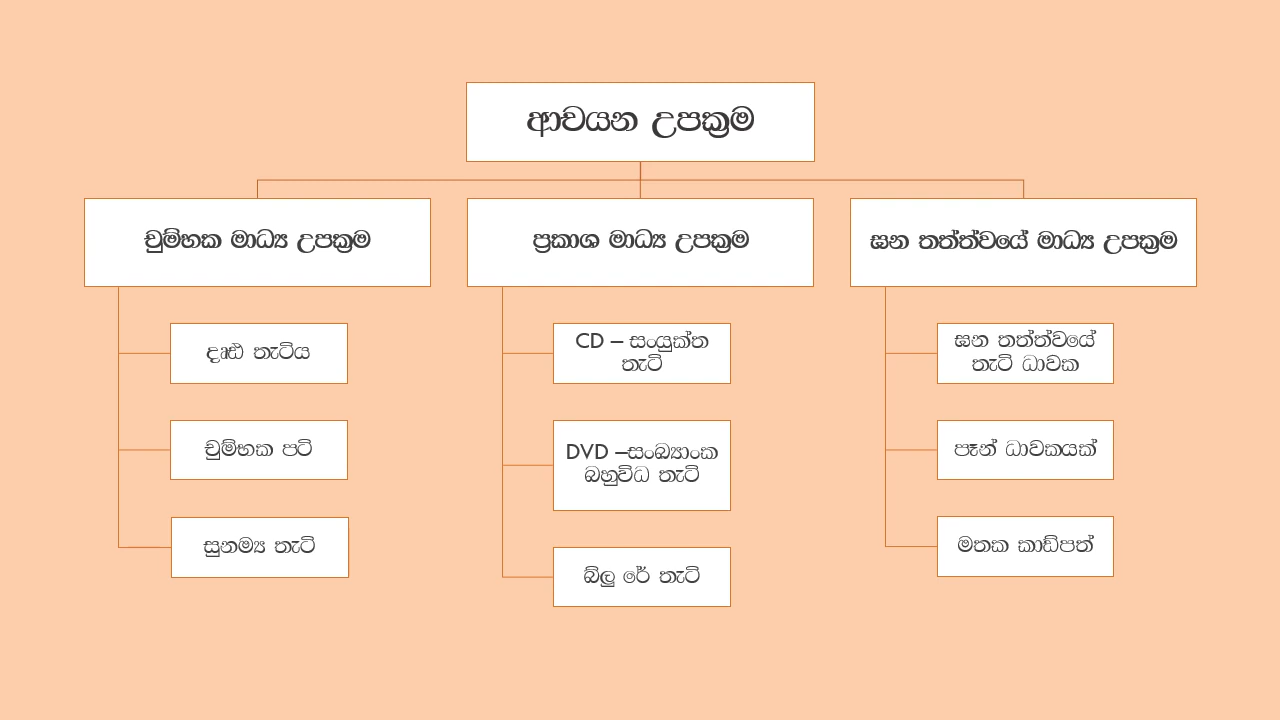 ආචයන උපක්‍රම
චුම්භක මාධ්‍ය උපක්‍රම
ප්‍රකාශ මාධ්‍ය උපක්‍රම
ඝන තත්ත්වයේ මාධ්‍ය උපක්‍රම
දෘඪ තැටිය
චුම්භක පටි
සුනම්‍ය තැටි
CD – සංයුක්ත
තැටි
DVD –සංඛ්‍යාංක
බහුවිධ තැටි
බ්ලු රේ තැටි
ඝන තත්ත්වයේ
තැටි ධාවක
පෑන් ධාවකයක්
මතක කාඩ්පත්